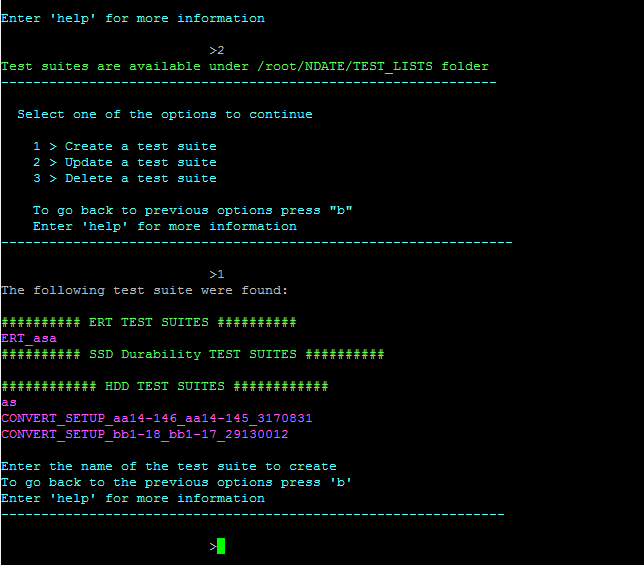 Enter 'help' for more information
>2
Test suites are available under /root/NDATE/TEST_LISTS folder
--------------------------------------------------------------
Select one of the options to continue
1 > Create a test suite
2 > Update a test suite
3 > Delete a test suite
To go back to previous options press "b"
Enter 'help' for more information
----------------------------------------------------------------
>1
The following test suite were found:
########## ERT TEST SUITES ##########
ERT_asa
########## SSD Durability TEST SUITES ##########
############ HDD TEST SUITES ############
as
CONVERT_SETUP_aa14-146_aa14-145_3170831
CONVERT_SETUP_bb1-18_bb1-17_29130012
Enter the name of the test suite to create
To go back to the previous options press 'b'
Enter 'help' for more information
---------------------------------------------------------------
>